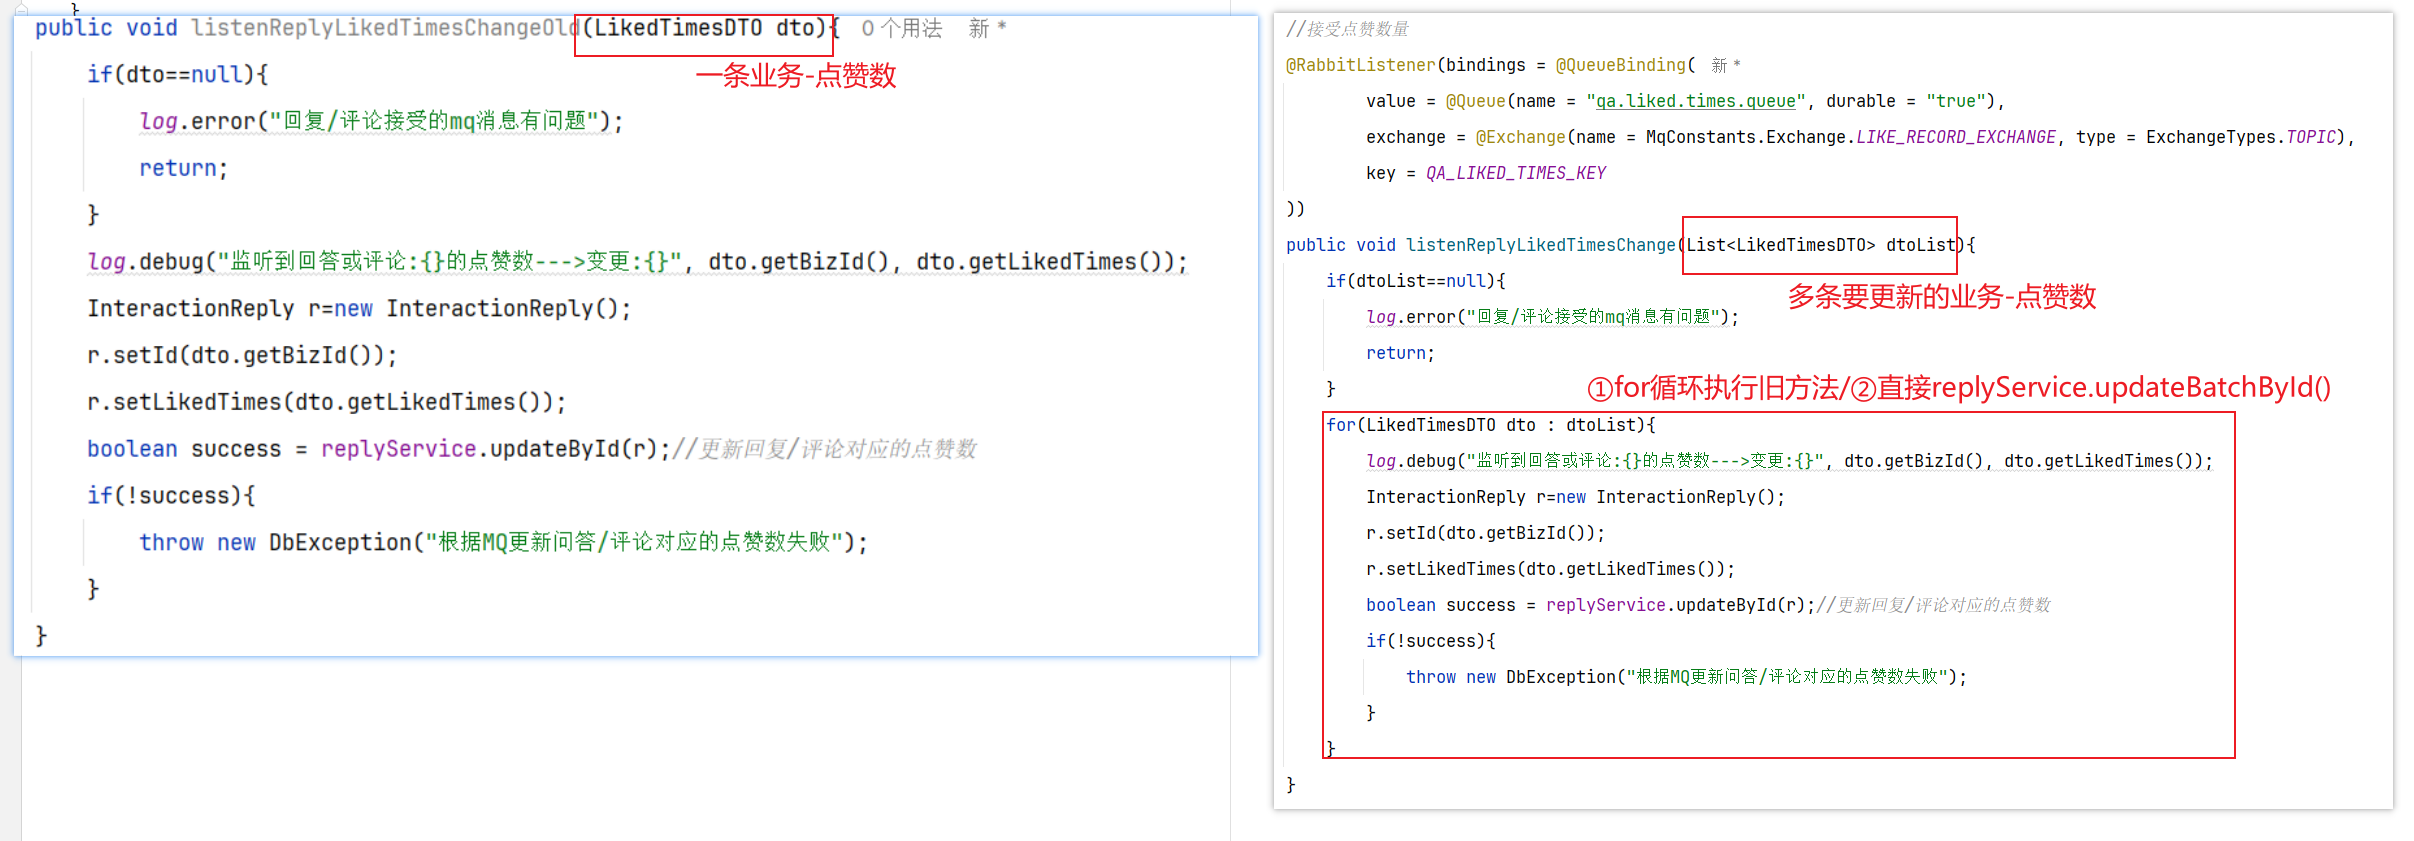 }
public void listenReplyLikedTimesChangeOld(LikedTimesDTO dto){ 0 个用法 新 *
一条业务-点赞数
if(dto==null){
log.error("回复/评论接受的mq消息有问题");
return;
}
log.debug("监听到回答或评论:{}的点赞数--->变更:{}", dto.getBizId(), dto.getLikedTimes());
InteractionReply r=new InteractionReply();
r.setId(dto.getBizId());
r.setLikedTimes(dto.getLikedTimes());
boolean success = replyService.updateById(r);//更新回复/评论对应的点赞数
if(!success){
throw new DbException("根据MQ更新问答/评论对应的点赞数失败");
}
}
//接受点赞数量
@RabbitListener(bindings = @QueueBinding( 新 *
value = @Queue(name = "qa.liked.times.queue", durable = "true"),
exchange = @Exchange(name = MqConstants.Exchange.LIKE_RECORD_EXCHANGE, type = ExchangeTypes.TOPIC),
key = QA_LIKED_TIMES_KEY
))
public void listenReplyLikedTimesChange(List<LikedTimesDTO> dtoList){
多条要更新的业务-点赞数
if(dtoList==null){
log.error("回复/评论接受的mq消息有问题");
return;
}
①for循环执行旧方法/②直接replyService.updateBatchById()
for(LikedTimesDTO dto : dtoList){
log.debug("监听到回答或评论:{}的点赞数--->变更:{}", dto.getBizId(), dto.getLikedTimes());
InteractionReply r=new InteractionReply();
r.setId(dto.getBizId());
r.setLikedTimes(dto.getLikedTimes());
boolean success = replyService.updateById(r);//更新回复/评论对应的点赞数
if(!success){
throw new DbException("根据MQ更新问答/评论对应的点赞数失败");
}
}
}